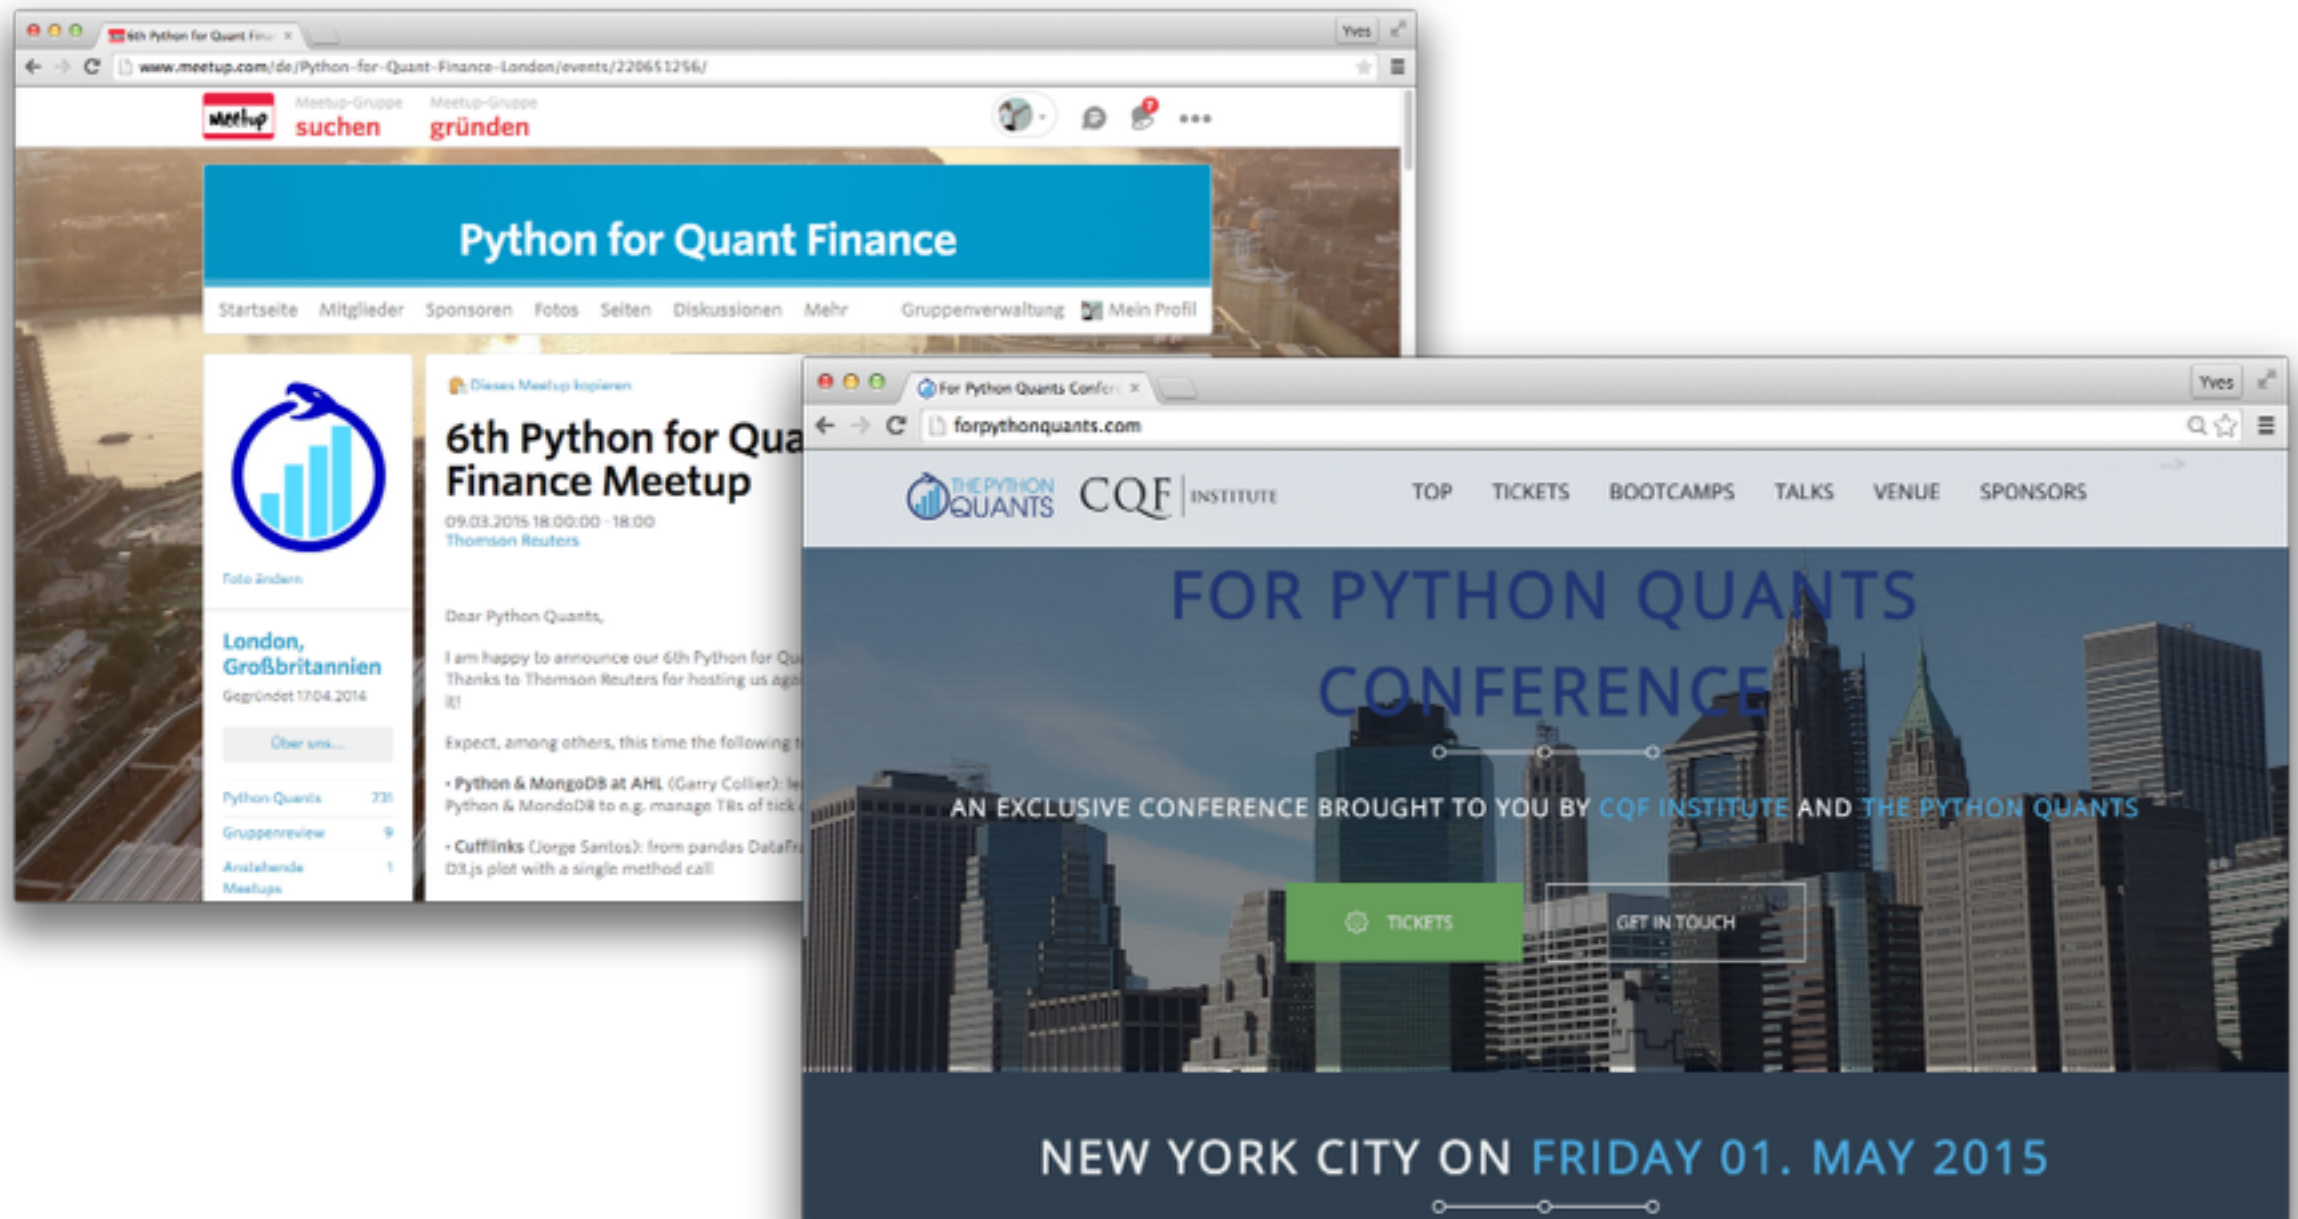 6th Python for Quant Fina
Yves
www.meetup.com/de/Python-for-Quant-Finance-London/events/220651256/
Meetup
Meetup-Gruppe
suchen
Meetup-Gruppe
gründen
7
Python for Quant Finance
Startseite Mitglieder Sponsoren Fotos Seiten Diskussionen Mehr Gruppenverwaltung Mein Profil
Dieses Meetup kopieren
6th Python for Qua
Finance Meetup
09.03.2015 18:00:00 - 18:00
Thomson Reuters
Foto ändern
London,
Großbritannien
Gegründet 17.04.2014
Über uns...
Python Quants 731
Gruppenreview 9
Anstehende 1
Meetups
Dear Python Quants,
I am happy to announce our 6th Python for Qu
Thanks to Thomson Reuters for hosting us agai
it!
Expect, among others, this time the following t
• Python & MongoDB at AHL (Garry Collier): le
Python & MondoDB to e.g. manage TBs of tick
• Cufflinks (Jorge Santos): from pandas DataFra
D3.js plot with a single method call
For Python Quants Confer
Yves
forpythonquants.com
-->
THE PYTHON
QUANTS
CQF INSTITUTE
TOP TICKETS BOOTCAMPS TALKS VENUE SPONSORS
FOR PYTHON QUANTS
CONFERENCE
AN EXCLUSIVE CONFERENCE BROUGHT TO YOU BY CQF INSTITUTE AND THE PYTHON QUANTS
TICKETS
GET IN TOUCH
NEW YORK CITY ON FRIDAY 01. MAY 2015